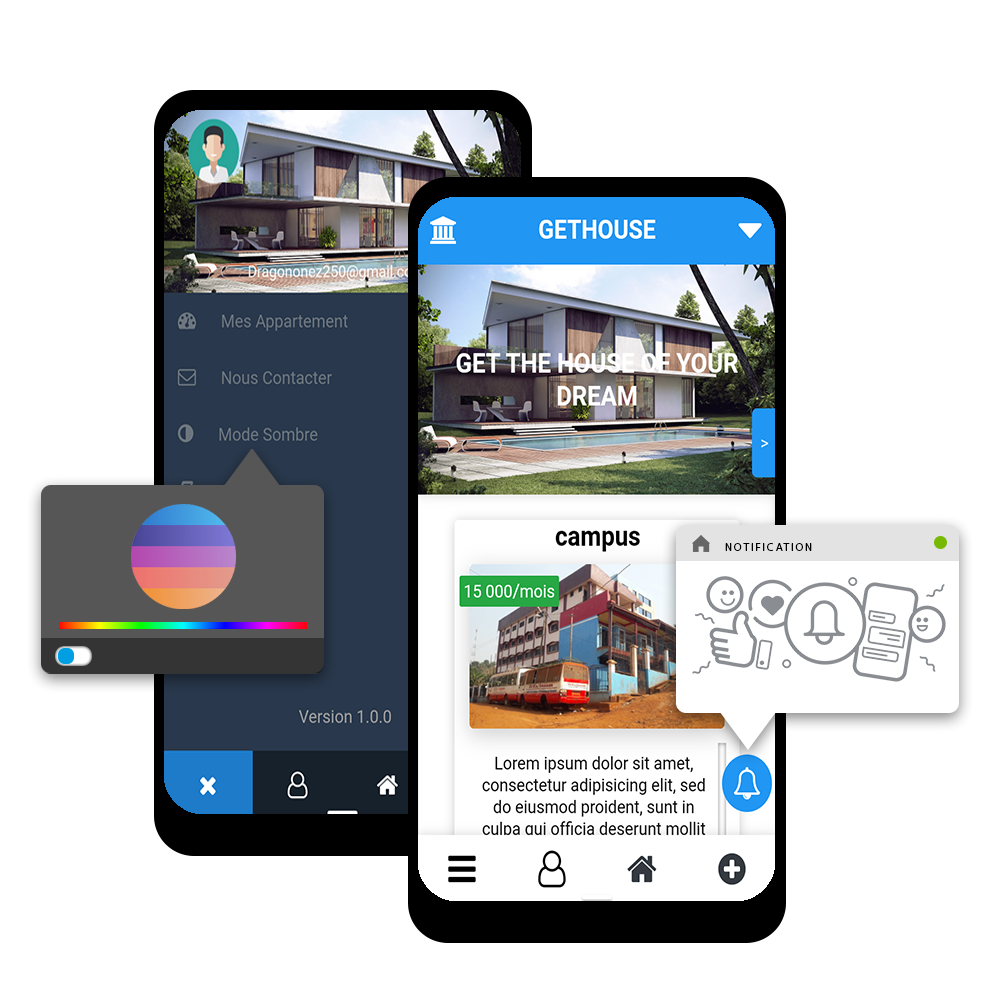 Dragononez250@gmail.co
Mes Appartement
Nous Contacter
Mode Sombre
Version 1.0.0
GETHOUSE
GET THE HOUSE OF YOUR
DREAM
>
campus
15 000/mois
NOTIFICATION
Lorem ipsum dolor sit amet,
consectetur adipisicing elit, sed
do eiusmod proident, sunt in
culpa qui officia deserunt mollit